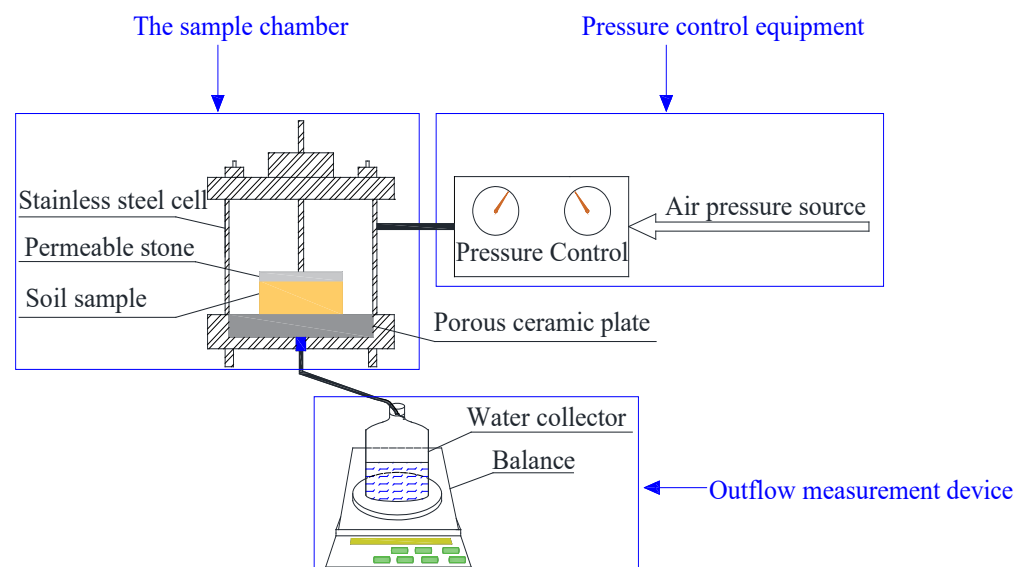 The sample chamber
Pressure control equipment
Stainless steel cell
Air pressure source
Permeable stone
Pressure Control
Soil sample
Porous ceramic plate
Water collector
Balance
Outflow measurement device